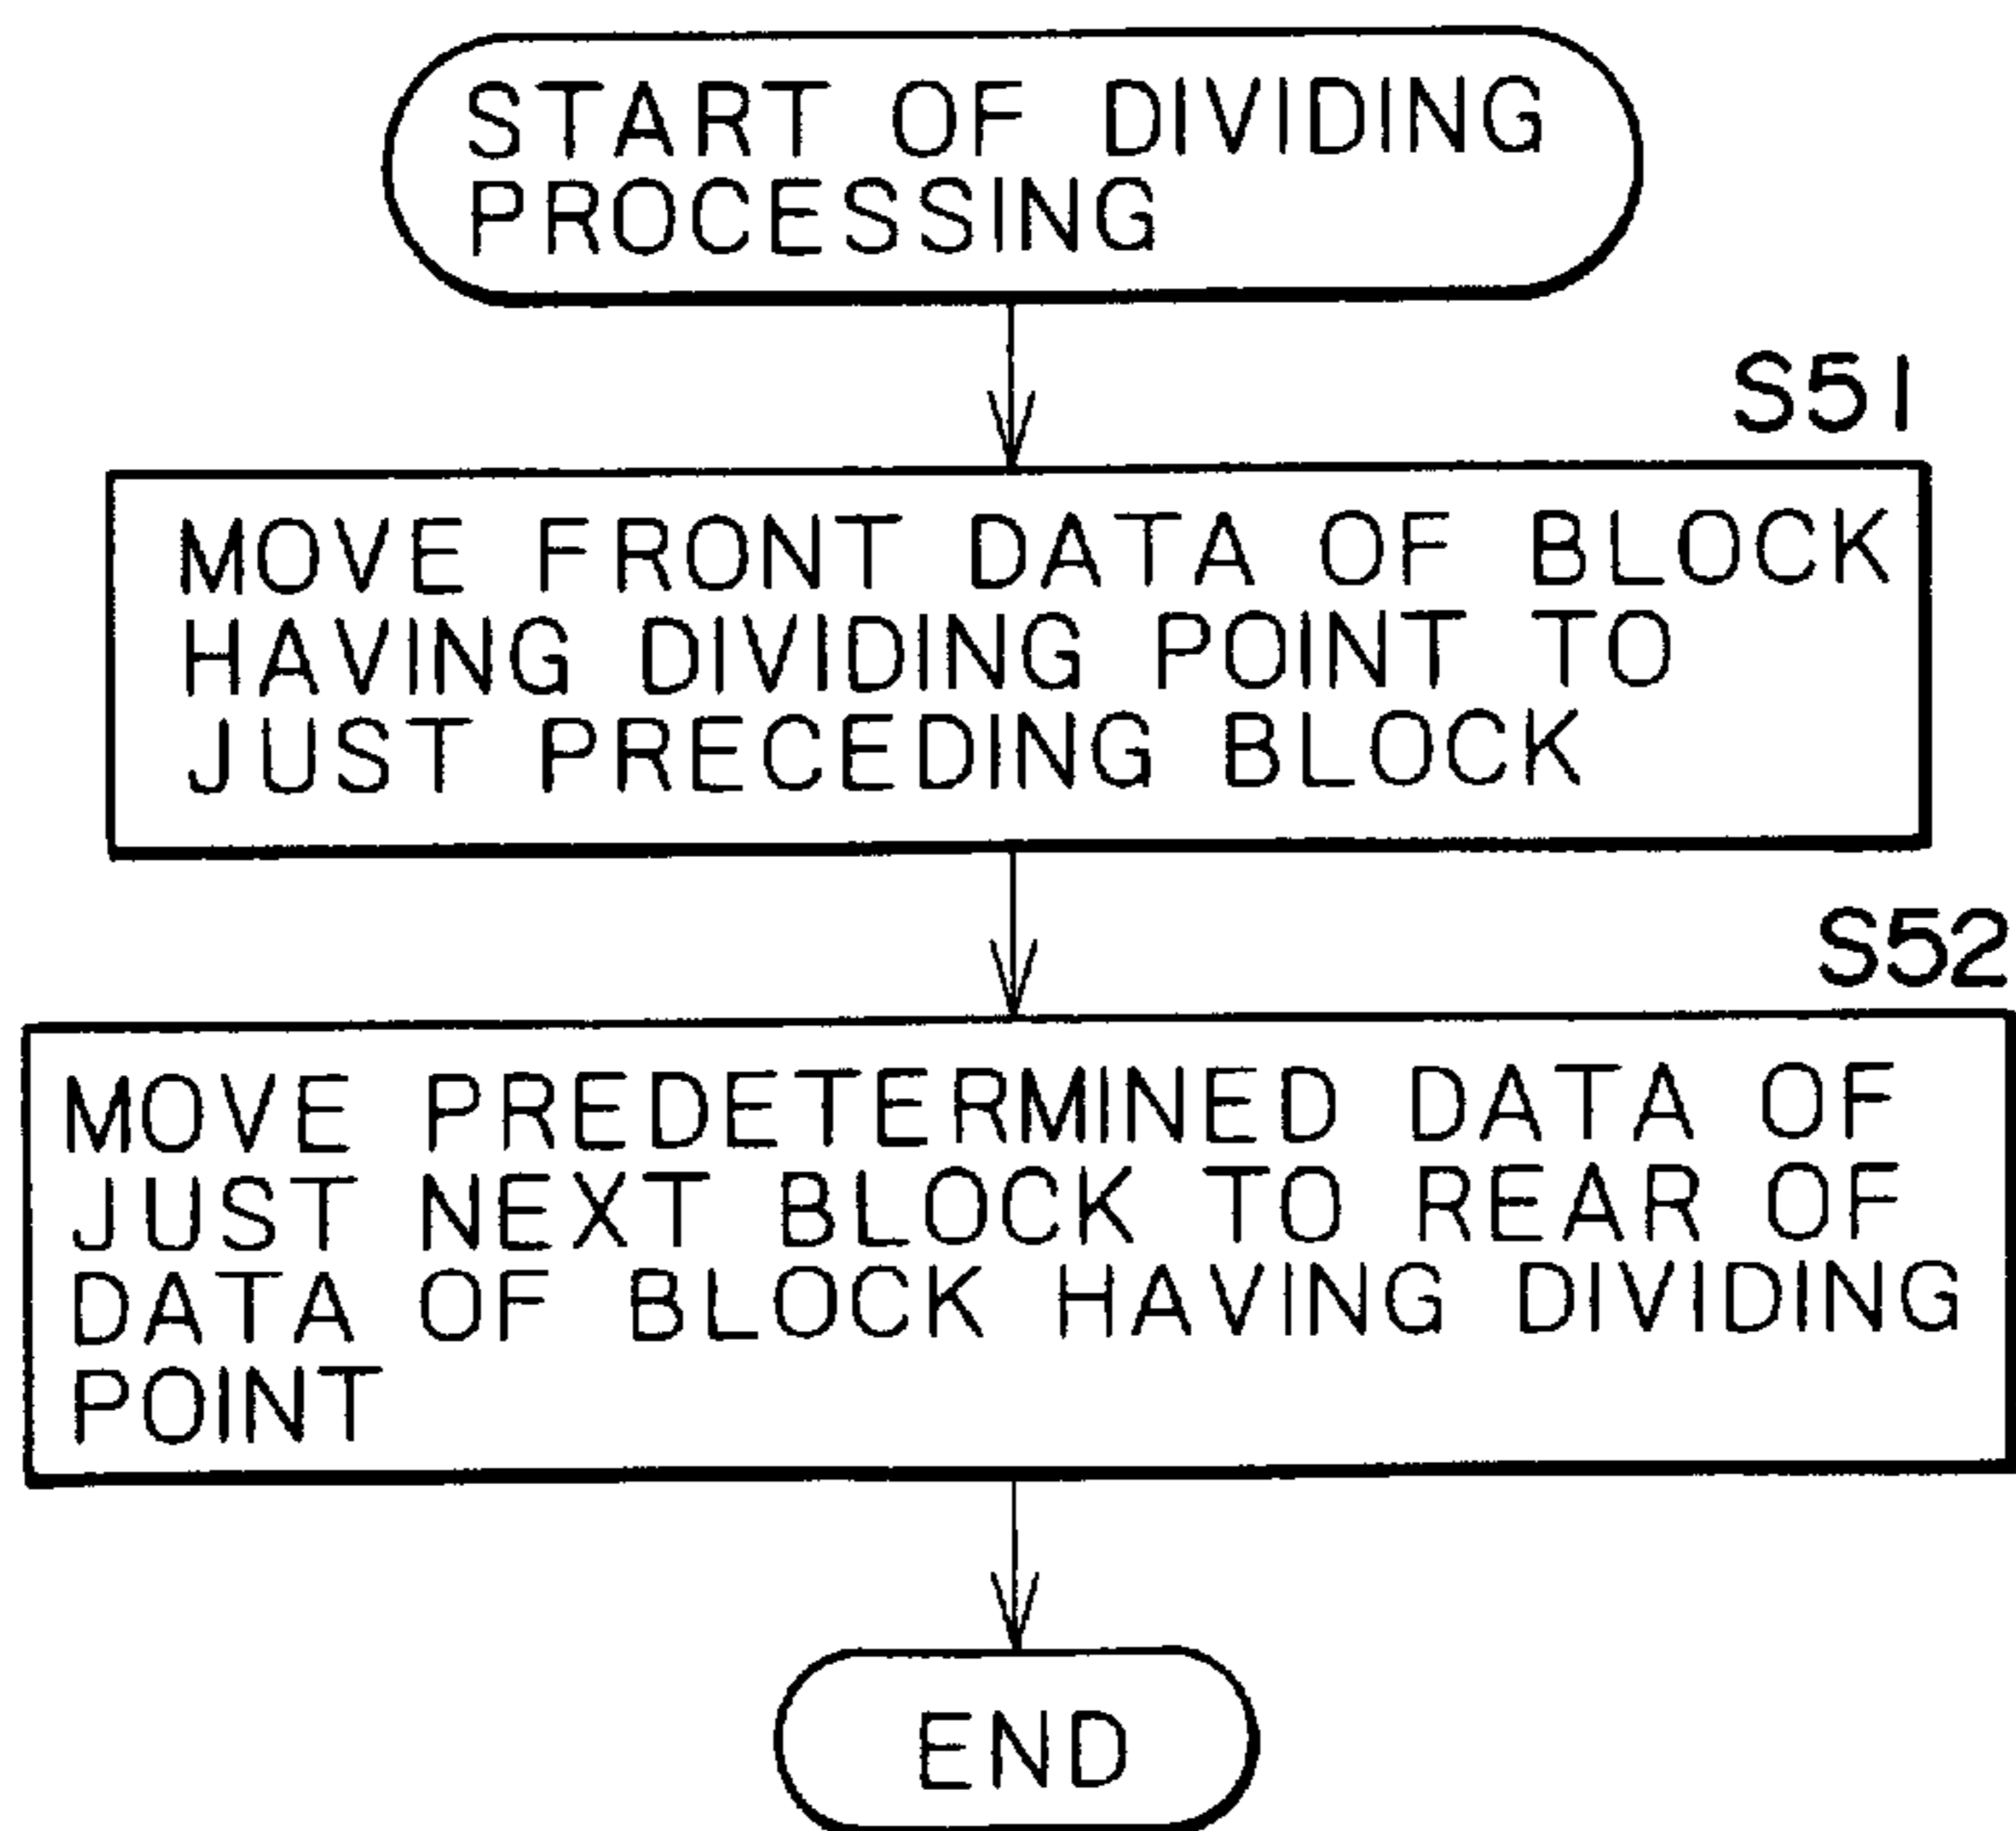 START OF DIVIDING
PROCESSING
S51
MOVE FRONT DATA OF BLOCK
HAVING DIVIDING POINT TO
JUST PRECEDING BLOCK
S52
MOVE PREDETERMINED DATA OF
JUST NEXT BLOCK TO REAR OF
DATA OF BLOCK HAVING DIVIDING
POINT
END